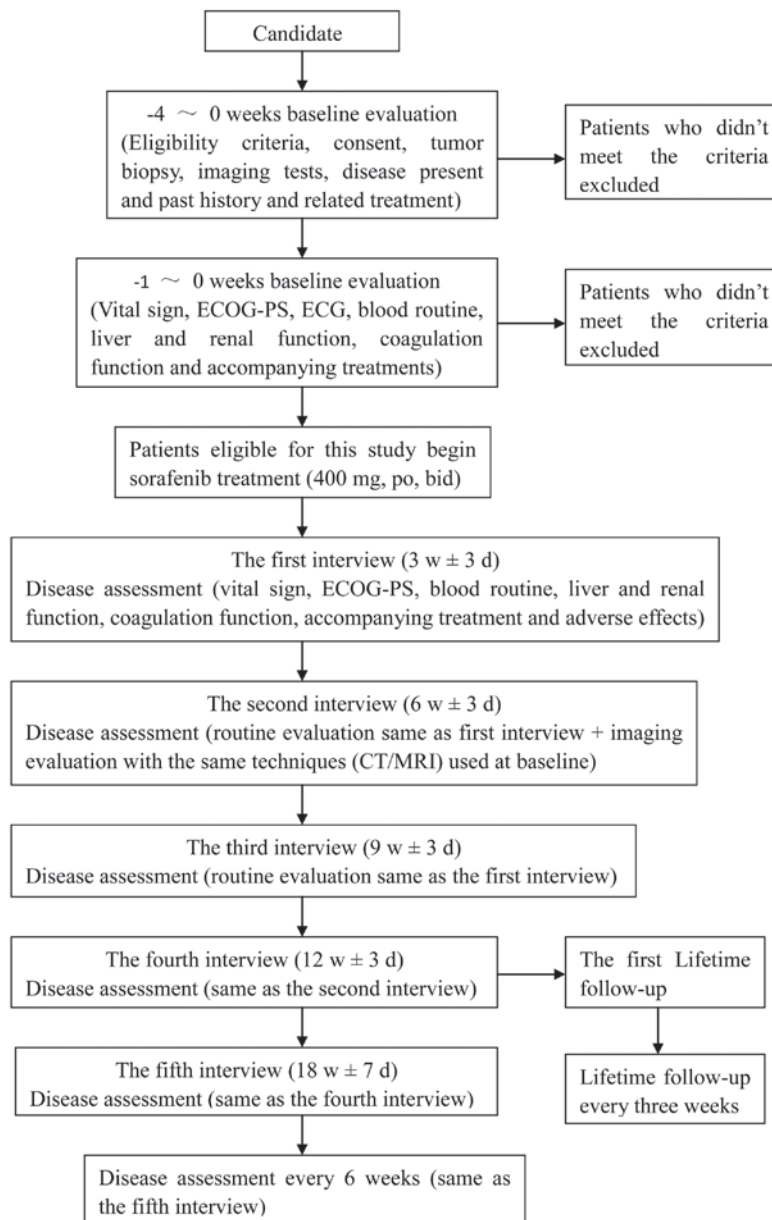 Candidate
-4 ～ 0 weeks baseline evaluation
(Eligibility criteria, consent, tumor
biopsy, imaging tests, disease present
and past history and related treatment)
Patients who didn't
meet the criteria
excluded
-1 ～ 0 weeks baseline evaluation
(Vital sign, ECOG-PS, ECG, blood routine,
liver and renal function, coagulation
function and accompanying treatments)
Patients who didn't
meet the criteria
excluded
Patients eligible for this study begin
sorafenib treatment (400 mg, po, bid)
The first interview (3 w ± 3 d)
Disease assessment (vital sign, ECOG-PS, blood routine, liver and renal
function, coagulation function, accompanying treatment and adverse effects)
The second interview (6 w ± 3 d)
Disease assessment (routine evaluation same as first interview + imaging
evaluation with the same techniques (CT/MRI) used at baseline)
The third interview (9 w ± 3 d)
Disease assessment (routine evaluation same as the first interview)
The fourth interview (12 w ± 3 d)
Disease assessment (same as the second interview)
The first Lifetime
follow-up
The fifth interview (18 w ± 7 d)
Disease assessment (same as the fourth interview)
Lifetime follow-up
every three weeks
Disease assessment every 6 weeks (same as
the fifth interview)